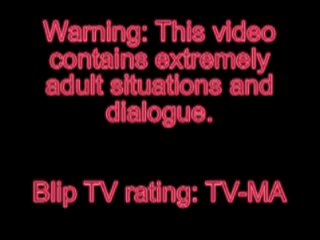 Warning: This video
contains extremely
adult situations and
dialogue.
Blip TV rating: TV-MA